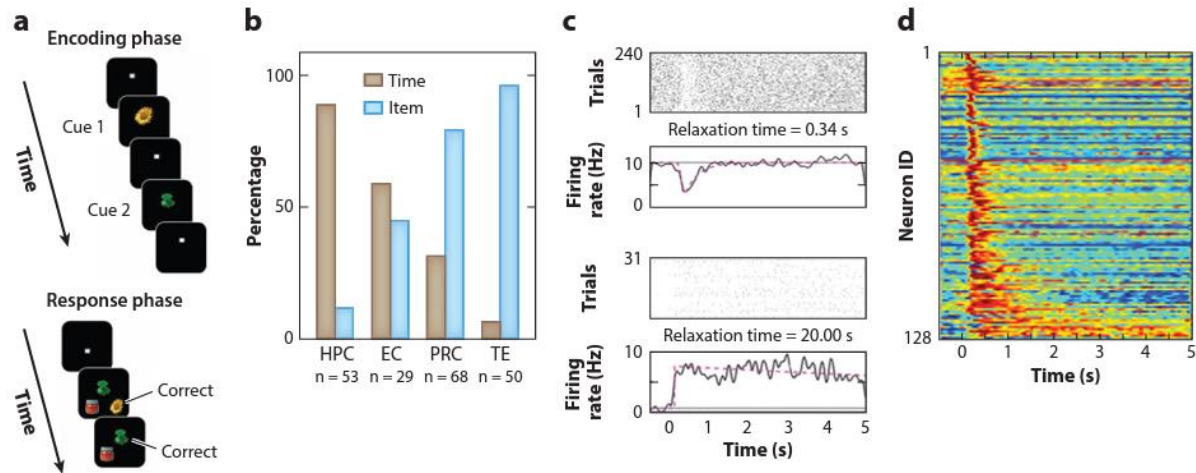 a
Encoding phase
Cue 1
Time
Cue 2
Response phase
Time
Correct
Correct
b
Percentage
100
50
0
Time
Item
HPC EC PRC TE
n = 53 n = 29 n = 68 n = 50
c
Trials
240
1
Relaxation time = 0.34 s
Firing
rate (Hz)
10
0
Trials
31
Relaxation time = 20.00 s
Firing
rate (Hz)
10
0
0 1 2 3 4 5
Time (s)
d
Neuron ID
1
128
0 1 2 3 4 5
Time (s)